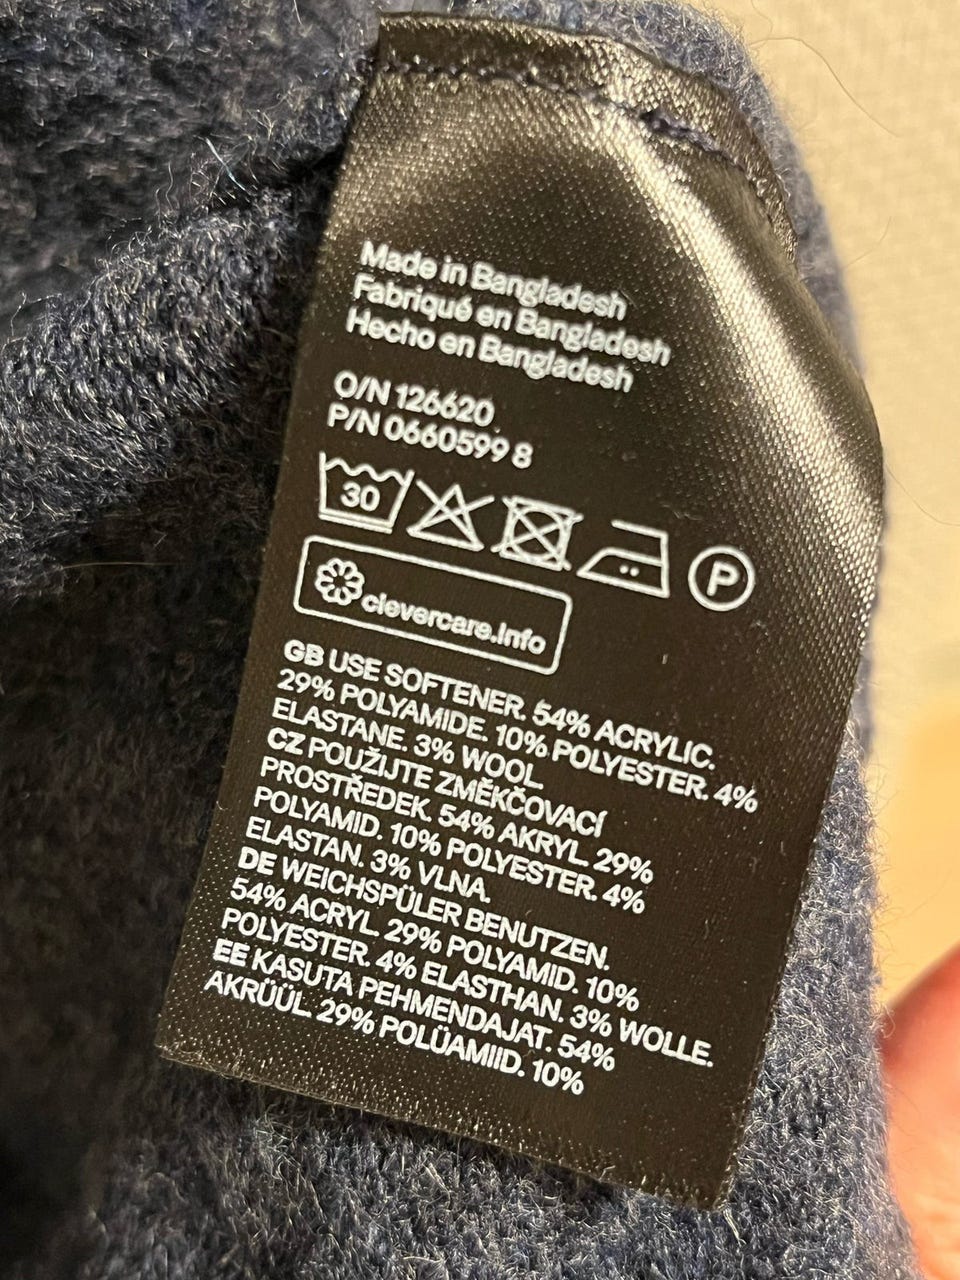 Made in Bangladesh
Fabriqué en Bangladesh
Hecho en Bangladesh
O/N 126620
P/N 0660599 8
30
P
clevercare.info
GB USE SOFTENER. 54% ACRYLIC.
29% POLYAMIDE. 10% POLYESTER. 4%
ELASTANE. 3% WOOL
CZ POUŽIJTE ZMĚKČOVACÍ
PROSTŘEDEK. 54% AKRYL. 29%
POLYAMID. 10% POLYESTER. 4%
ELASTAN. 3% VLNA.
DE WEICHSPÜLER BENUTZEN.
54% ACRYL. 29% POLYAMID. 10%
POLYESTER. 4% ELASTHAN. 3% WOLLE.
EE KASUTA PEHMENDAJAT. 54%
AKRÜÜL. 29% POLÜAMIID. 10%